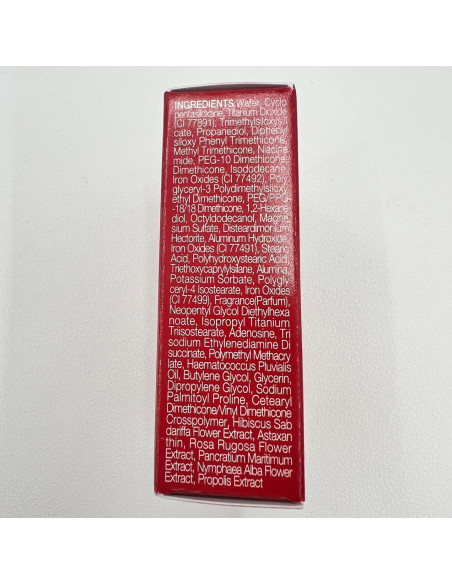 INGREDIENTS: Water, Cyclo
pentasiloxane, Titanium Dioxide
(CI 77891), Trimethylsiloxysi
cate, Propanediol, Diphenyl
siloxy Phenyl Trimethicone,
Methyl Trimethicone, Niacina
mide, PEG-10 Dimethicone,
Dimethicone, Isododecane,
Iron Oxides (CI 77492), Poly
glyceryl-3 Polydimethylsiloxy
ethyl Dimethicone, PEG/PPG
-18/18 Dimethicone, 1,2-Hexane
diol, Octyldodecanol, Magne
sium Sulfate, Disteardimonium
Hectorite, Aluminum Hydroxide,
Iron Oxides (CI 77491), Stearic
Acid, Polyhydroxystearic Acid,
Triethoxycaprylylsilane, Alumina,
Potassium Sorbate, Polygly
ceryl-4 Isostearate, Iron Oxides
(CI 77499), Fragrance(Parfum),
Neopentyl Glycol Diethylhexa
noate, Isopropyl Titanium
Triisostearate, Adenosine, Tri
sodium Ethylenediamine Di
succinate, Polymethyl Methacry
late, Haematococcus Pluvialis
Oil, Butylene Glycol, Glycerin,
Dipropylene Glycol, Sodium
Palmitoyl Proline, Cetearyl
Dimethicone/Vinyl Dimethicone
Crosspolymer, Hibiscus Sab
dariffa Flower Extract, Astaxan
thin, Rosa Rugosa Flower
Extract, Pancratium Maritimum
Extract, Nymphaea Alba Flower
Extract, Propolis Extract